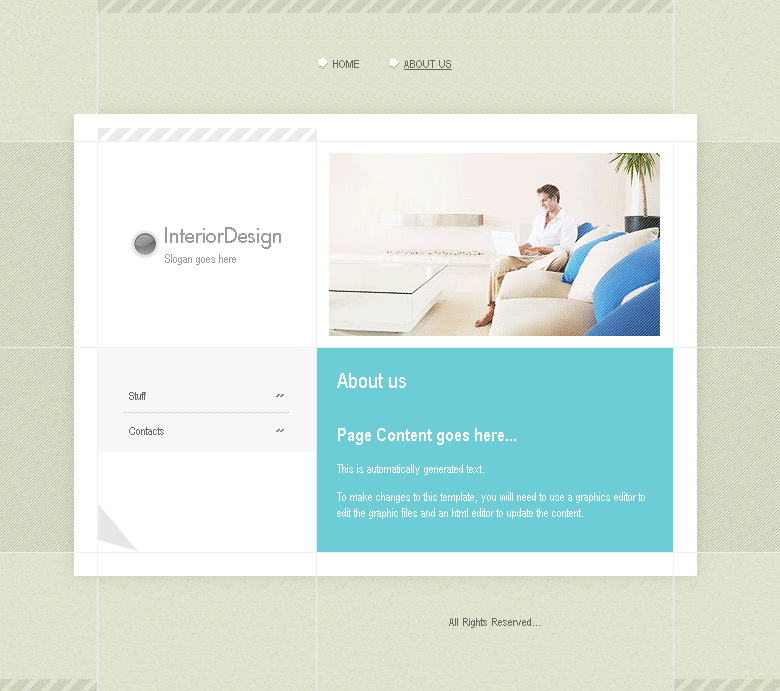 HOME
ABOUT US
InteriorDesign
Slogan goes here
Stuff
Contacts
About us
Page Content goes here...
This is automatically generated text.
To make changes to this template, you will need to use a graphics editor to
edit the graphic files and an html editor to update the content.
All Rights Reserved...